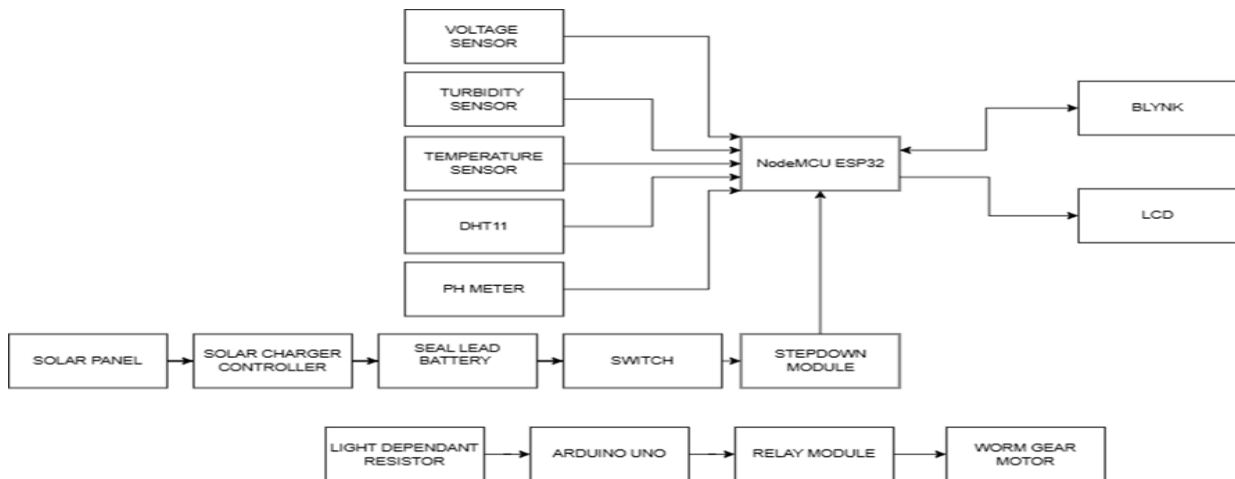 VOLTAGE
SENSOR
TURBIDITY
SENSOR
TEMPERATURE
SENSOR
DHT11
PH METER
NodeMCU ESP32
BLYNK
LCD
SOLAR PANEL
SOLAR CHARGER
CONTROLLER
SEAL LEAD
BATTERY
SWITCH
STEPDOWN
MODULE
LIGHT DEPENDANT
RESISTOR
ARDUINO UNO
RELAY MODULE
WORM GEAR
MOTOR